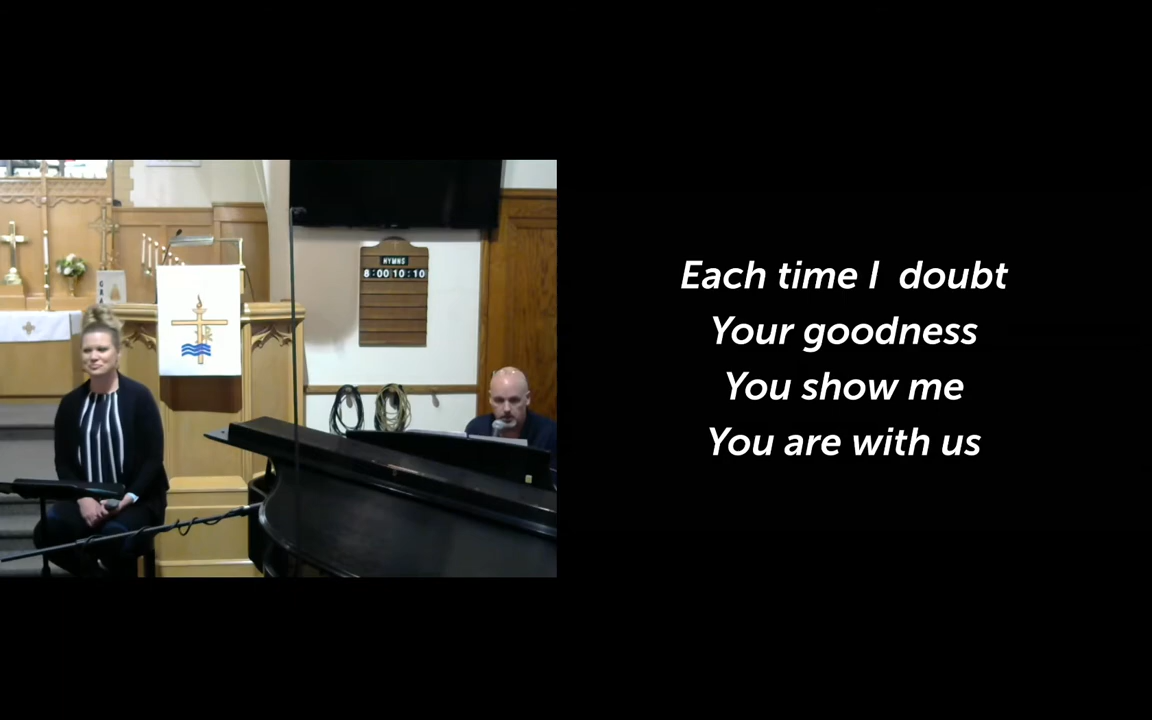 HYMNS
8:00 10:10
Each time I  doubt
Your goodness
You show me
You are with us